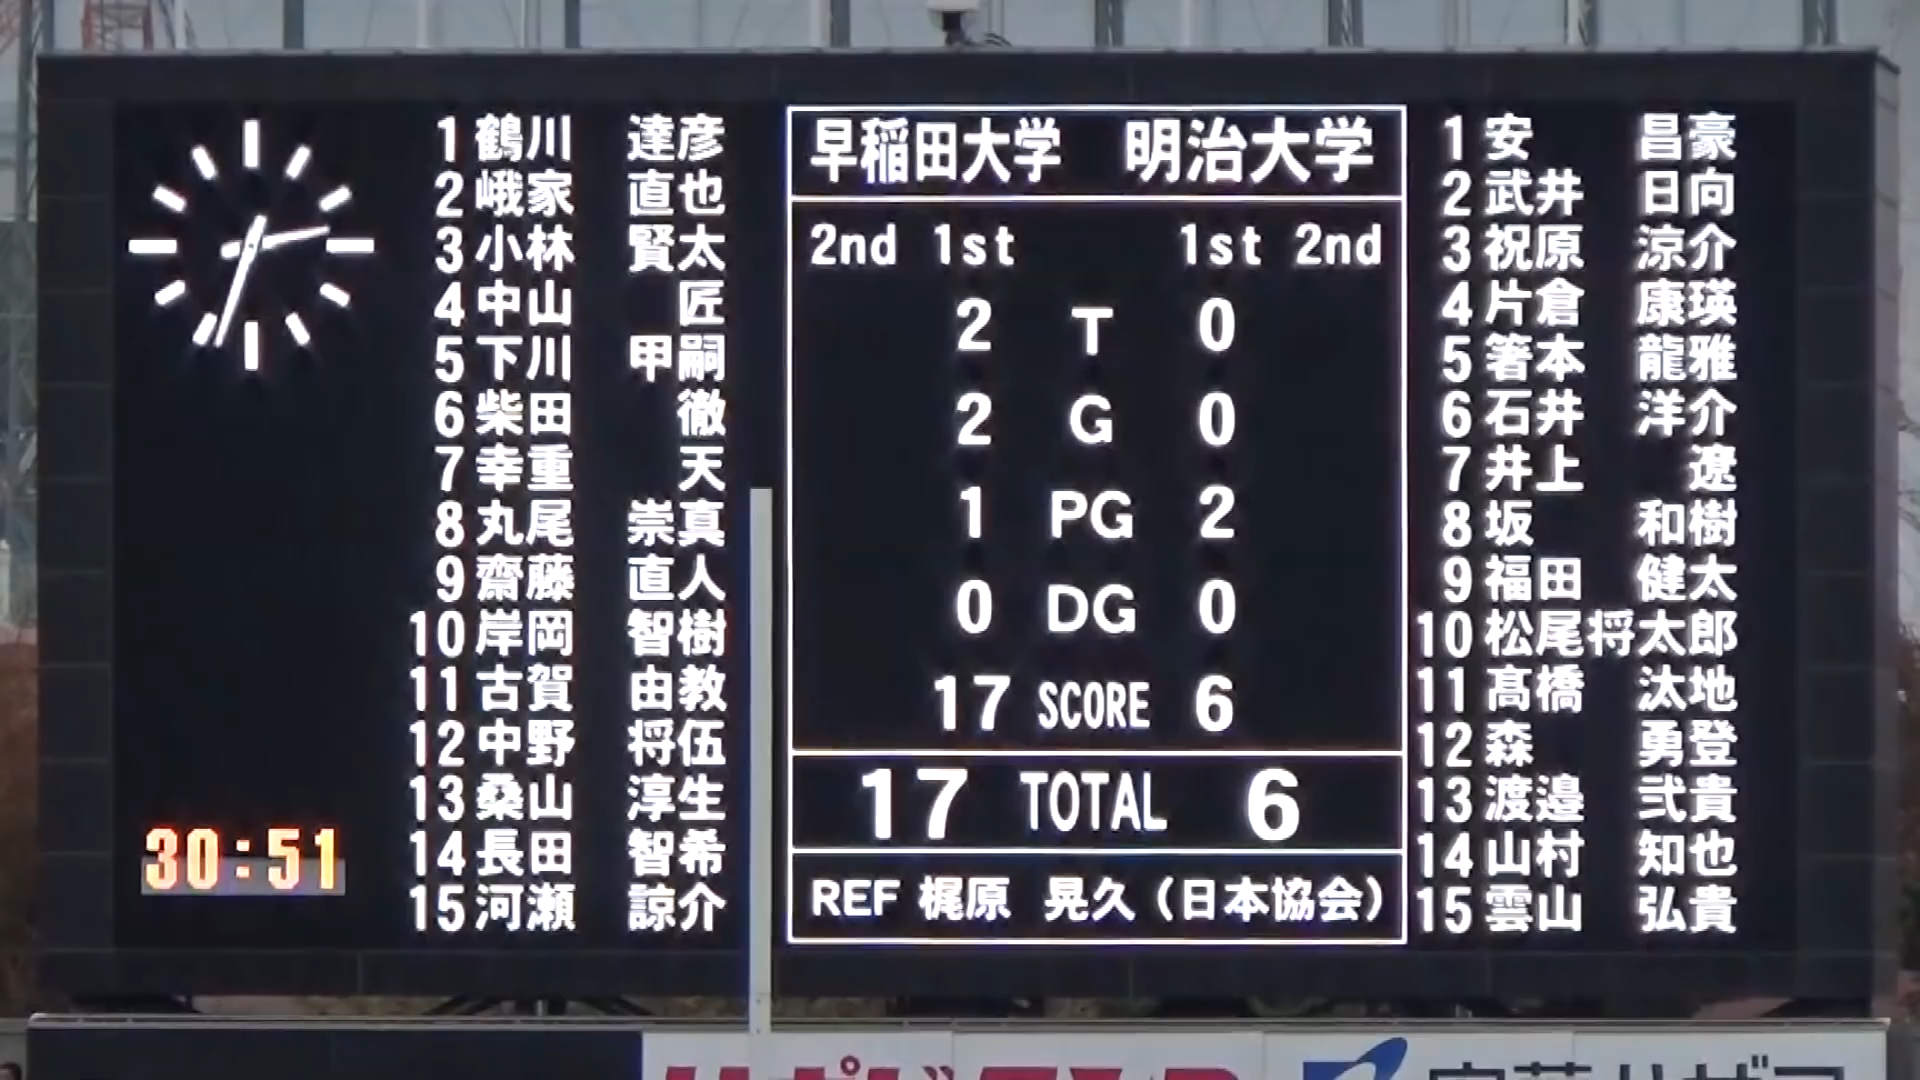 1 鶴川 達彦
2 峨家 直也
3 小林 賢太
4 中山 匠
5 下川 甲嗣
6 柴田 徹
7 幸重 天
8 丸尾 崇真
9 齋藤 直人
10 岸岡 智樹
11 古賀 由教
12 中野 将伍
13 桑山 淳生
14 長田 智希
15 河瀬 諒介
30:51
早稲田大学 明治大学
2nd 1st 1st 2nd
2 T 0
2 G 0
1 PG 2
0 DG 0
17 SCORE 6
17 TOTAL 6
REF 梶原 晃久（日本協会）
1 安 昌豪
2 武井 日向
3 祝原 涼介
4 片倉 康瑛
5 箸本 龍雅
6 石井 洋介
7 井上 遼
8 坂 和樹
9 福田 健太
10 松尾将太郎
11 髙橋 汰地
12 森 勇登
13 渡邉 弐貴
14 山村 知也
15 雲山 弘貴